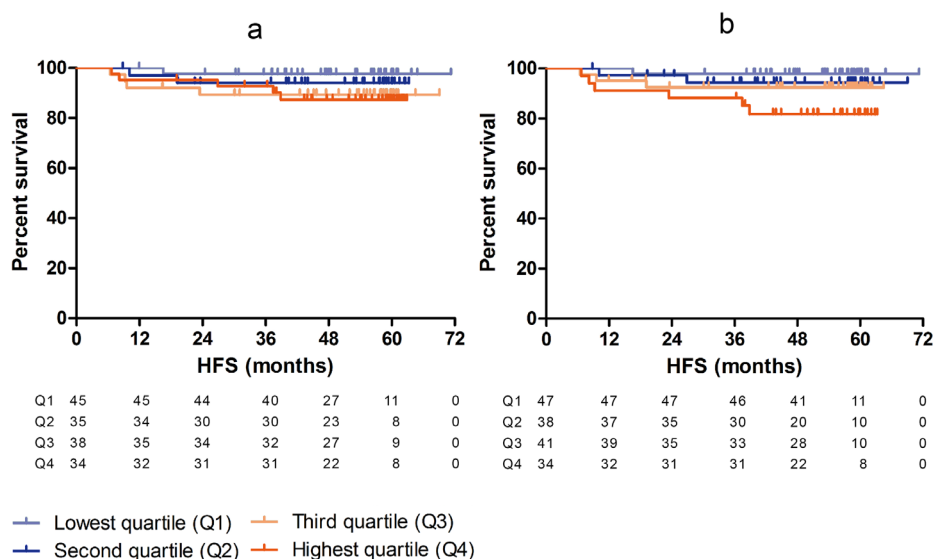 a
b
Percent survival
100
80
60
40
20
0
0 12 24 36 48 60 72
HFS (months)
Percent survival
100
80
60
40
20
0
0 12 24 36 48 60 72
HFS (months)
Q1 45 45 44 40 27 11 0
Q2 35 34 30 30 23 8 0
Q3 38 35 34 32 27 9 0
Q4 34 32 31 31 22 8 0
Q1 47 47 47 46 41 11 0
Q2 38 37 35 30 20 10 0
Q3 41 39 35 33 28 10 0
Q4 34 32 31 31 22 8 0
Lowest quartile (Q1)
Third quartile (Q3)
Second quartile (Q2)
Highest quartile (Q4)